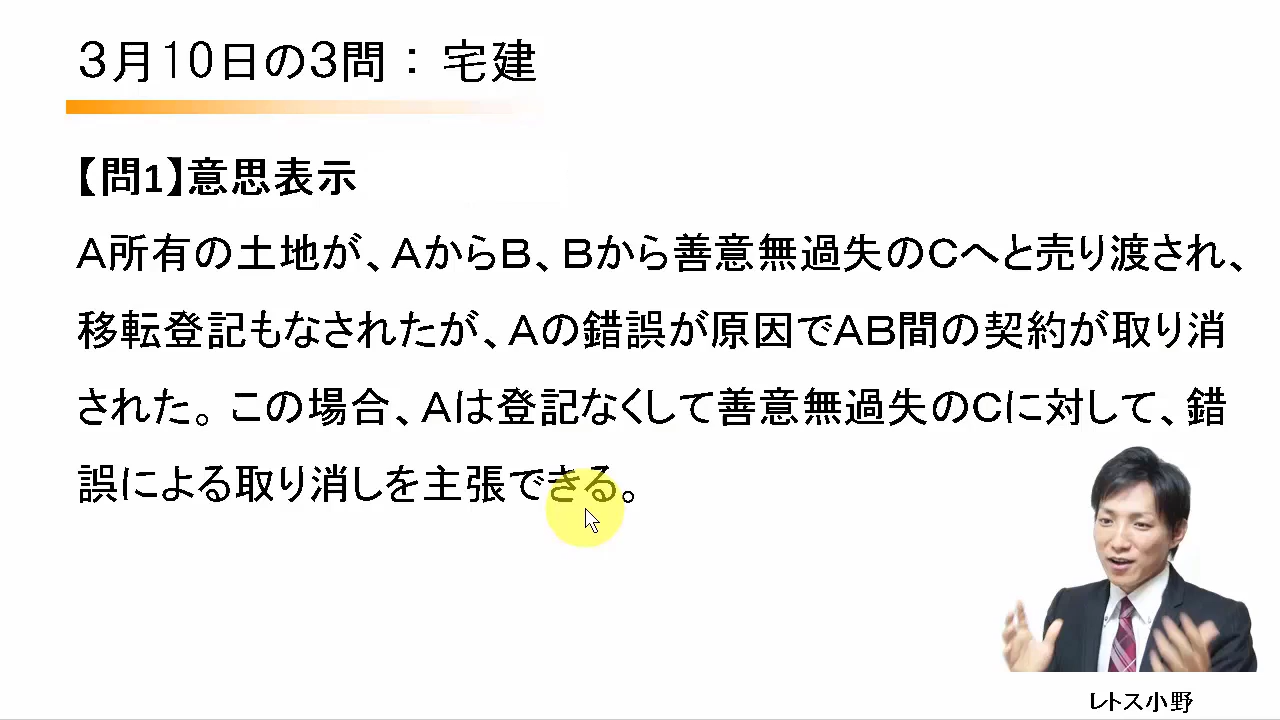 ３月10日の３問：宅建
【問1】意思表示
Ａ所有の土地が、ＡからＢ、Ｂから善意無過失のＣへと売り渡され、
移転登記もなされたが、Ａの錯誤が原因でＡＢ間の契約が取り消
された。この場合、Ａは登記なくして善意無過失のＣに対して、錯
誤による取り消しを主張できる。
レトス小野